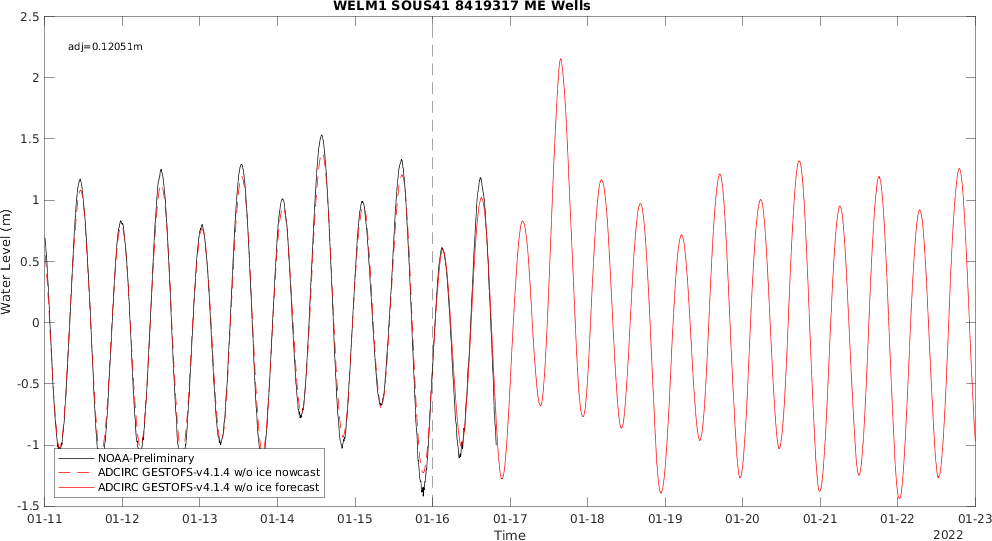 WELM1 SOUS41 8419317 ME Wells
adj=0.12051m
2.5
2
1.5
1
0.5
0
-0.5
-1
-1.5
Water Level (m)
NOAA-Preliminary
ADCIRC GESTOFS-v4.1.4 w/o ice nowcast
ADCIRC GESTOFS-v4.1.4 w/o ice forecast
01-11 01-12 01-13 01-14 01-15 01-16 01-17 01-18 01-19 01-20 01-21 01-22 01-23
Time
2022